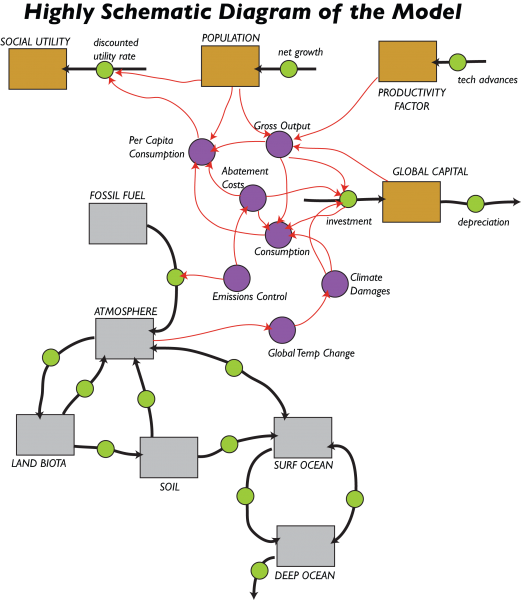 Highly Schematic Diagram of the Model
SOCIAL UTILITY
discounted
utility rate
POPULATION
net growth
PRODUCTIVITY
FACTOR
tech advances
Per Capita
Consumption
Gross Output
Abatement
Costs
GLOBAL CAPITAL
FOSSIL FUEL
investment
depreciation
Consumption
Emissions Control
Climate
Damages
ATMOSPHERE
Global Temp Change
LAND BIOTA
SOIL
SURF OCEAN
DEEP OCEAN